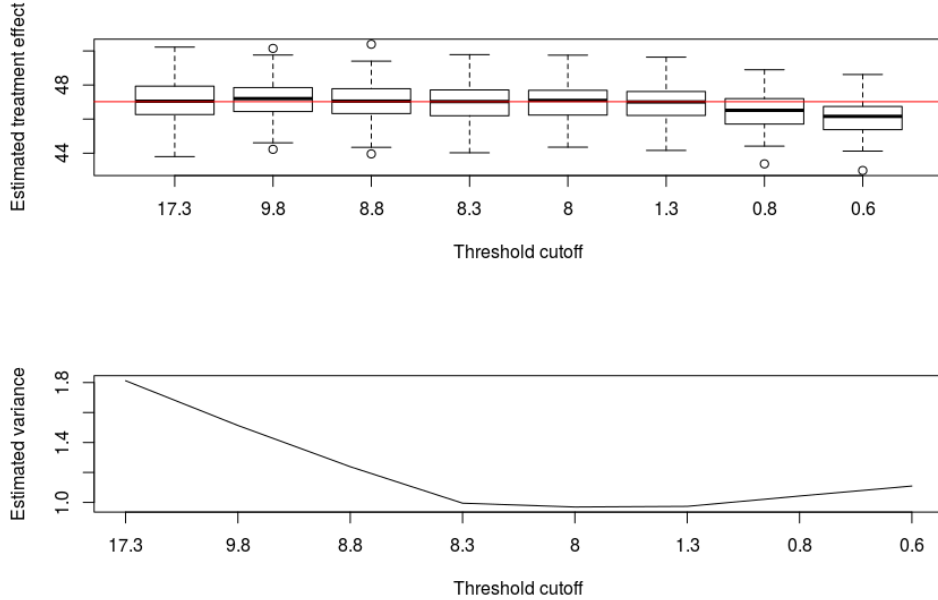 Estimated treatment effect
48
44
17.3 9.8 8.8 8.3 8 1.3 0.8 0.6
Threshold cutoff
Estimated variance
1.8
1.4
1.0
17.3 9.8 8.8 8.3 8 1.3 0.8 0.6
Threshold cutoff